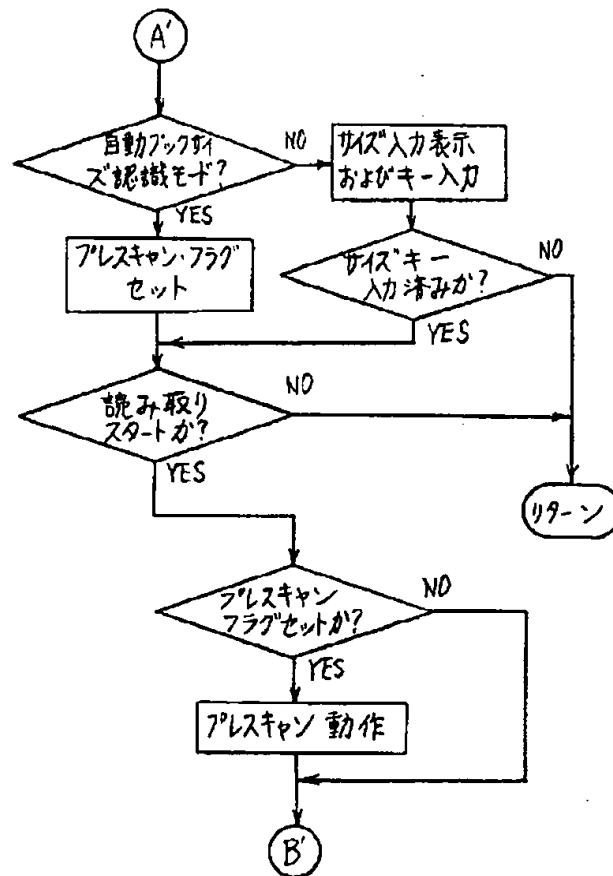 A'
自動ブックサイ
ズ認識モード?
NO
サイズ入力表示
およびキー入力
YES
プレスキャン・フラグ
セット
サイズキー
入力済みか?
NO
YES
読み取り
スタートか?
NO
YES
リターン
プレスキャン
フラグセットか?
NO
YES
プレスキャン動作
B'